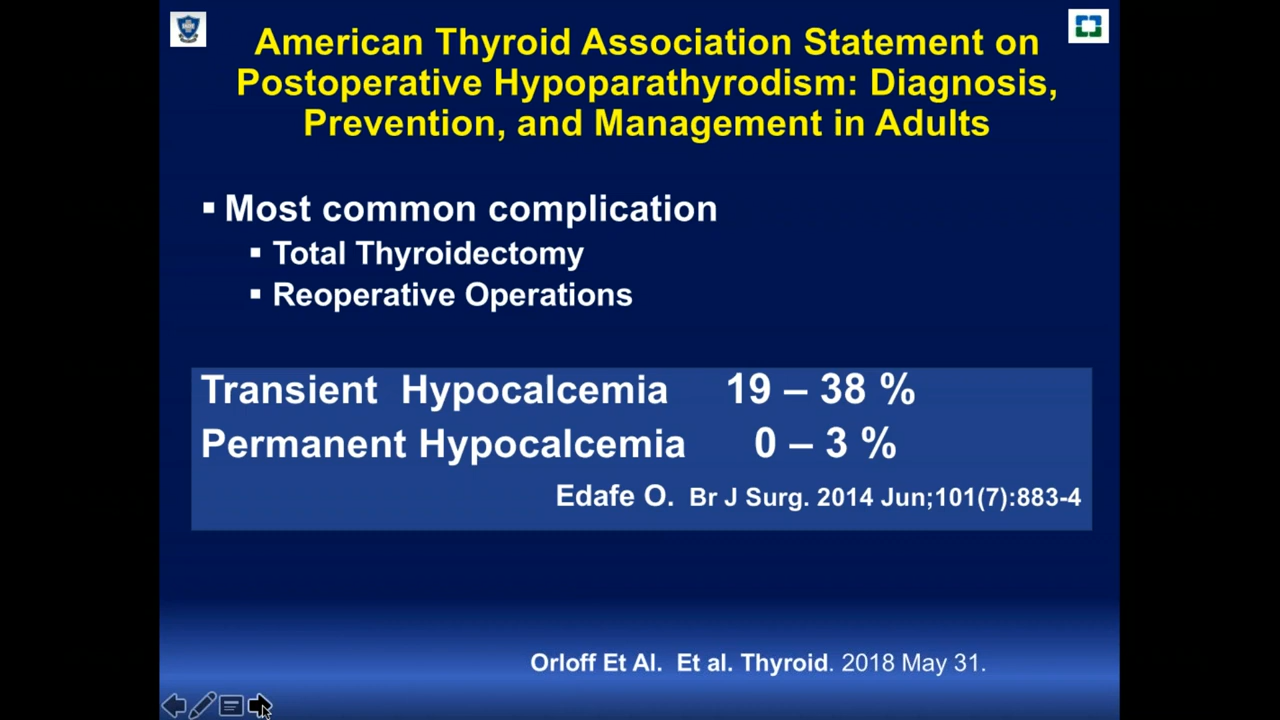 American Thyroid Association Statement on
Postoperative Hypoparathyrodism: Diagnosis,
Prevention, and Management in Adults
▪ Most common complication
▪ Total Thyroidectomy
▪ Reoperative Operations
Transient Hypocalcemia 19 – 38 %
Permanent Hypocalcemia 0 – 3 %
Edafe O. Br J Surg. 2014 Jun;101(7):883-4
Orloff Et Al. Et al. Thyroid. 2018 May 31.